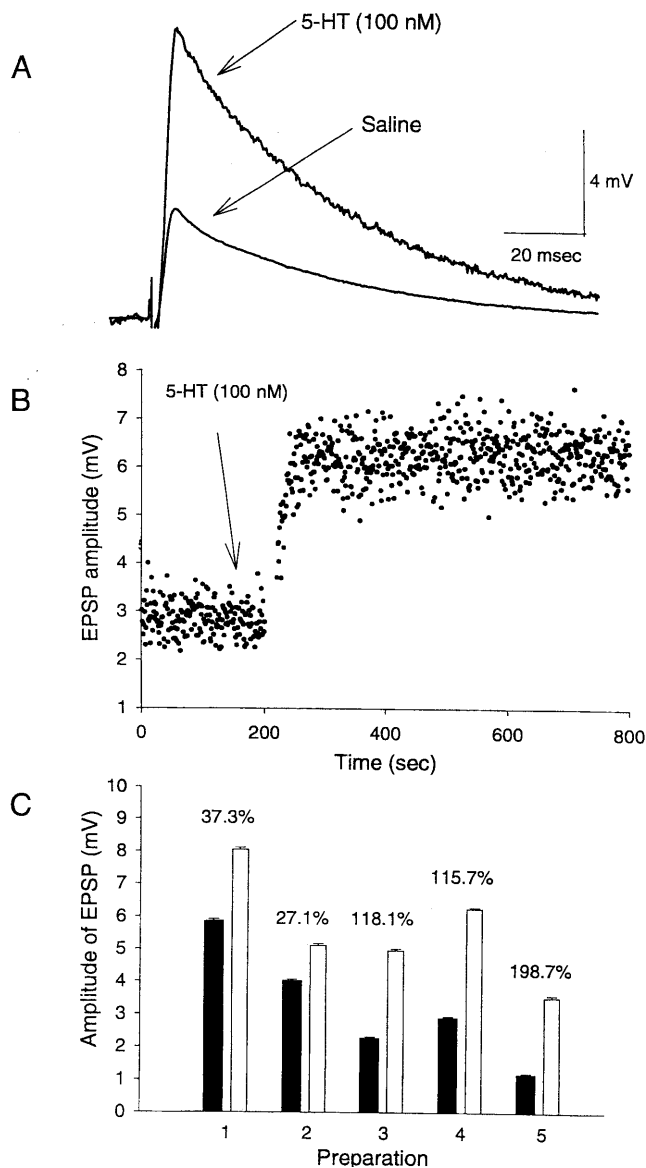 A
5-HT (100 nM)
Saline
4 mV
20 msec
B
5-HT (100 nM)
EPSP amplitude (mV)
8
7
6
5
4
3
2
1
0
200
400
600
800
Time (sec)
C
Amplitude of EPSP (mV)
10
9
8
7
6
5
4
3
2
1
0
37.3%
27.1%
118.1%
115.7%
198.7%
1
2
3
4
5
Preparation